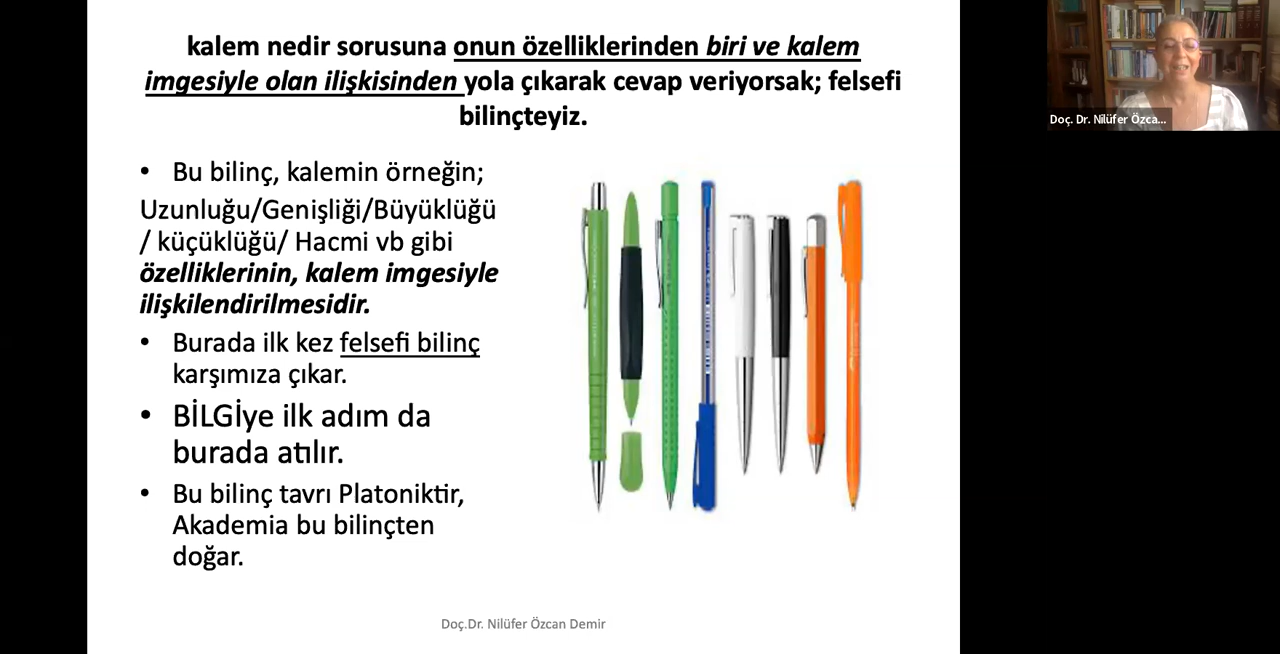 kalem nedir sorusuna onun özelliklerinden biri ve kalem
imgesiyle olan ilişkisinden yola çıkarak cevap veriyorsak; felsefi
bilinçteyiz.
• Bu bilinç, kalemin örneğin;
Uzunluğu/Genişliği/Büyüklüğü
/ küçüklüğü/ Hacmi vb gibi
özelliklerinin, kalem imgesiyle
ilişkilendirilmesidir.
• Burada ilk kez felsefi bilinç
karşımıza çıkar.
• BİLGİye ilk adım da
burada atılır.
• Bu bilinç tavrı Platoniktir,
Akademia bu bilinçten
doğar.
Doç.Dr. Nilüfer Özcan Demir
Doç. Dr. Nilüfer Özca...